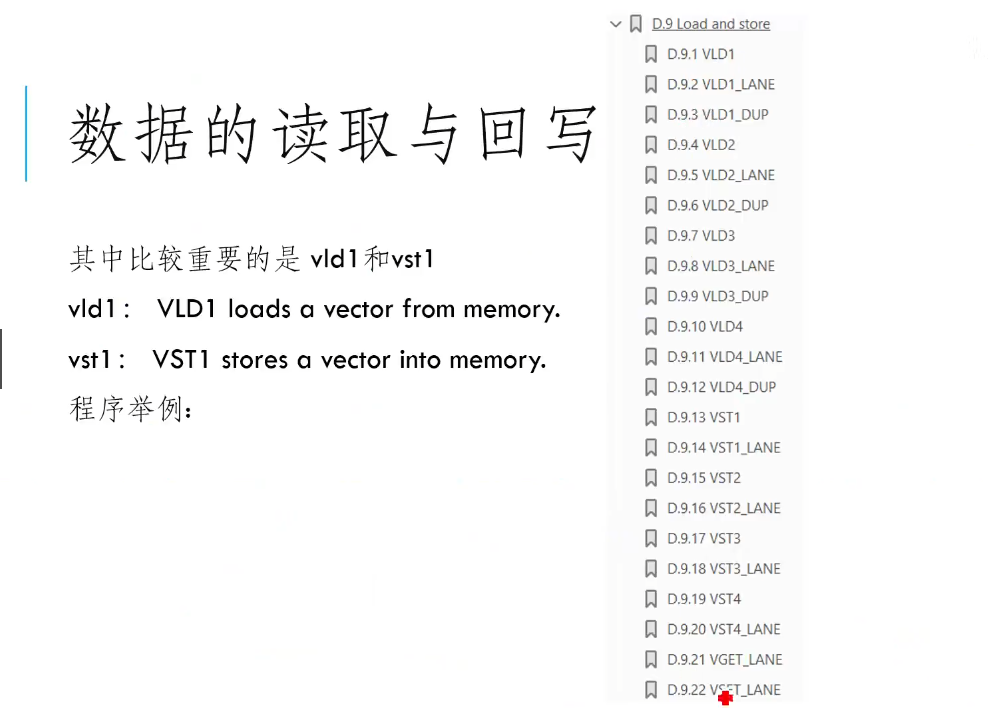 数据的读取与回写
其中比较重要的是 vld1和vst1
vld1： VLD1 loads a vector from memory.
vst1： VST1 stores a vector into memory.
程序举例：
D.9 Load and store
D.9.1 VLD1
D.9.2 VLD1_LANE
D.9.3 VLD1_DUP
D.9.4 VLD2
D.9.5 VLD2_LANE
D.9.6 VLD2_DUP
D.9.7 VLD3
D.9.8 VLD3_LANE
D.9.9 VLD3_DUP
D.9.10 VLD4
D.9.11 VLD4_LANE
D.9.12 VLD4_DUP
D.9.13 VST1
D.9.14 VST1_LANE
D.9.15 VST2
D.9.16 VST2_LANE
D.9.17 VST3
D.9.18 VST3_LANE
D.9.19 VST4
D.9.20 VST4_LANE
D.9.21 VGET_LANE
D.9.22 VSET_LANE